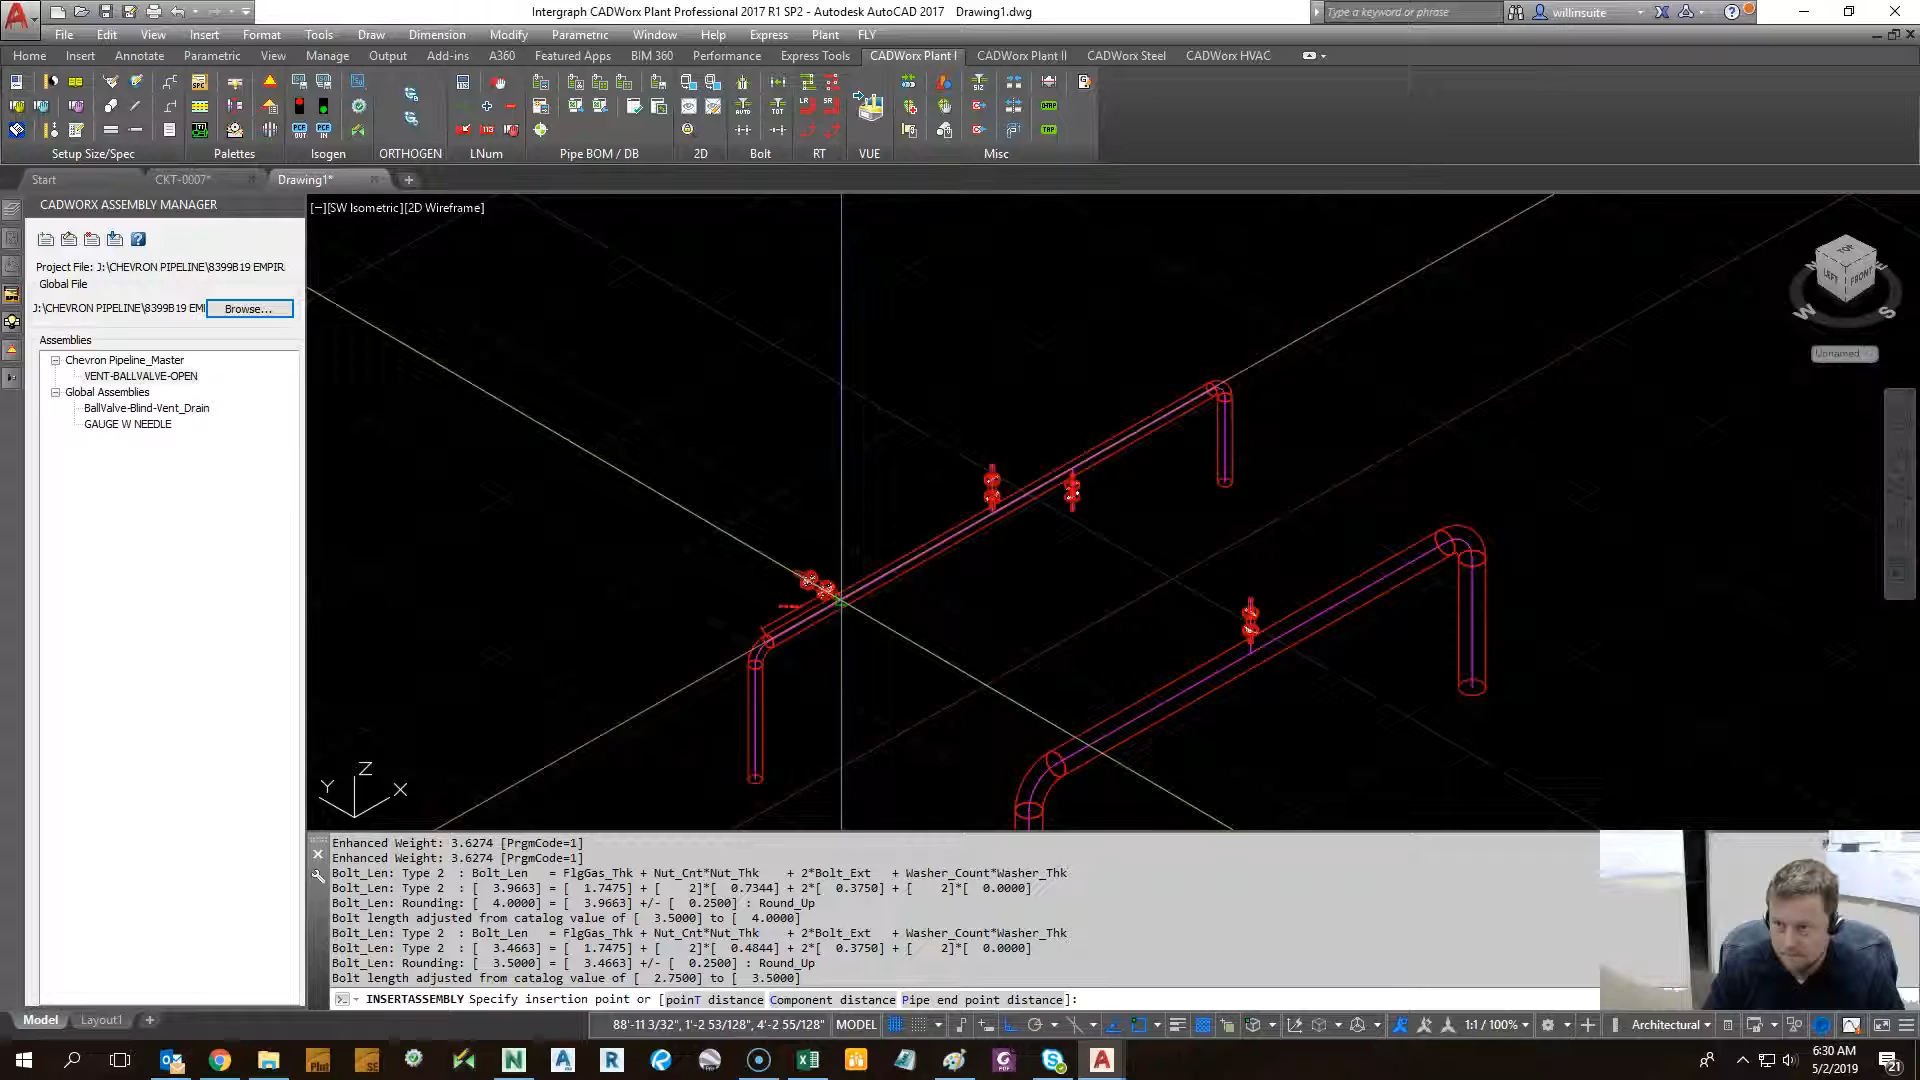 Intergraph CADWorx Plant Professional 2017 R1 SP2 - Autodesk AutoCAD 2017 Drawing1.dwg
Type a keyword or phrase
willinsuite
File Edit View Insert Format Tools Draw Dimension Modify Parametric Window Help Express Plant FLY
Home Insert Annotate Parametric View Manage Output Add-ins A360 Featured Apps BIM 360 Performance Express Tools CADWorx Plant I CADWorx Plant II CADWorx Steel CADWorx HVAC
Setup Size/Spec Palettes Isogen ORTHOGEN LNum Pipe BOM / DB 2D Bolt RT VUE Misc
Start CKT-0007* Drawing1*
CADWORX ASSEMBLY MANAGER
[−][SW Isometric][2D Wireframe]
Project File: J:\CHEVRON PIPELINE\8399B19 EMPIR
Global File
J:\CHEVRON PIPELINE\8399B19 EMI Browse...
Assemblies
Chevron Pipeline_Master
VENT-BALLVALVE-OPEN
Global Assemblies
BallValve-Blind-Vent_Drain
GAUGE W NEEDLE
TOP
LEFT FRONT
W S
Unnamed
Z
Y X
Enhanced Weight: 3.6274 [PrgmCode=1]
Enhanced Weight: 3.6274 [PrgmCode=1]
Bolt_Len: Type 2 : Bolt_Len = FlgGas_Thk + Nut_Cnt*Nut_Thk + 2*Bolt_Ext + Washer_Count*Washer_Thk
Bolt_Len: Type 2 : [ 3.9663] = [ 1.7475] + [ 2]*[ 0.7344] + 2*[ 0.3750] + [ 2]*[ 0.0000]
Bolt_Len: Rounding: [ 4.0000] = [ 3.9663] +/- [ 0.2500] : Round_Up
Bolt length adjusted from catalog value of [ 3.5000] to [ 4.0000]
Bolt_Len: Type 2 : Bolt_Len = FlgGas_Thk + Nut_Cnt*Nut_Thk + 2*Bolt_Ext + Washer_Count*Washer_Thk
Bolt_Len: Type 2 : [ 3.4663] = [ 1.7475] + [ 2]*[ 0.4844] + 2*[ 0.3750] + [ 2]*[ 0.0000]
Bolt_Len: Rounding: [ 3.5000] = [ 3.4663] +/- [ 0.2500] : Round_Up
Bolt length adjusted from catalog value of [ 2.7500] to [ 3.5000]
INSERTASSEMBLY Specify insertion point or [poinT distance Component distance Pipe end point distance]:
Model Layout1
88'-11 3/32", 1'-2 53/128", 4'-2 55/128" MODEL 1:1 / 100% Architectural
6:30 AM
5/2/2019
21